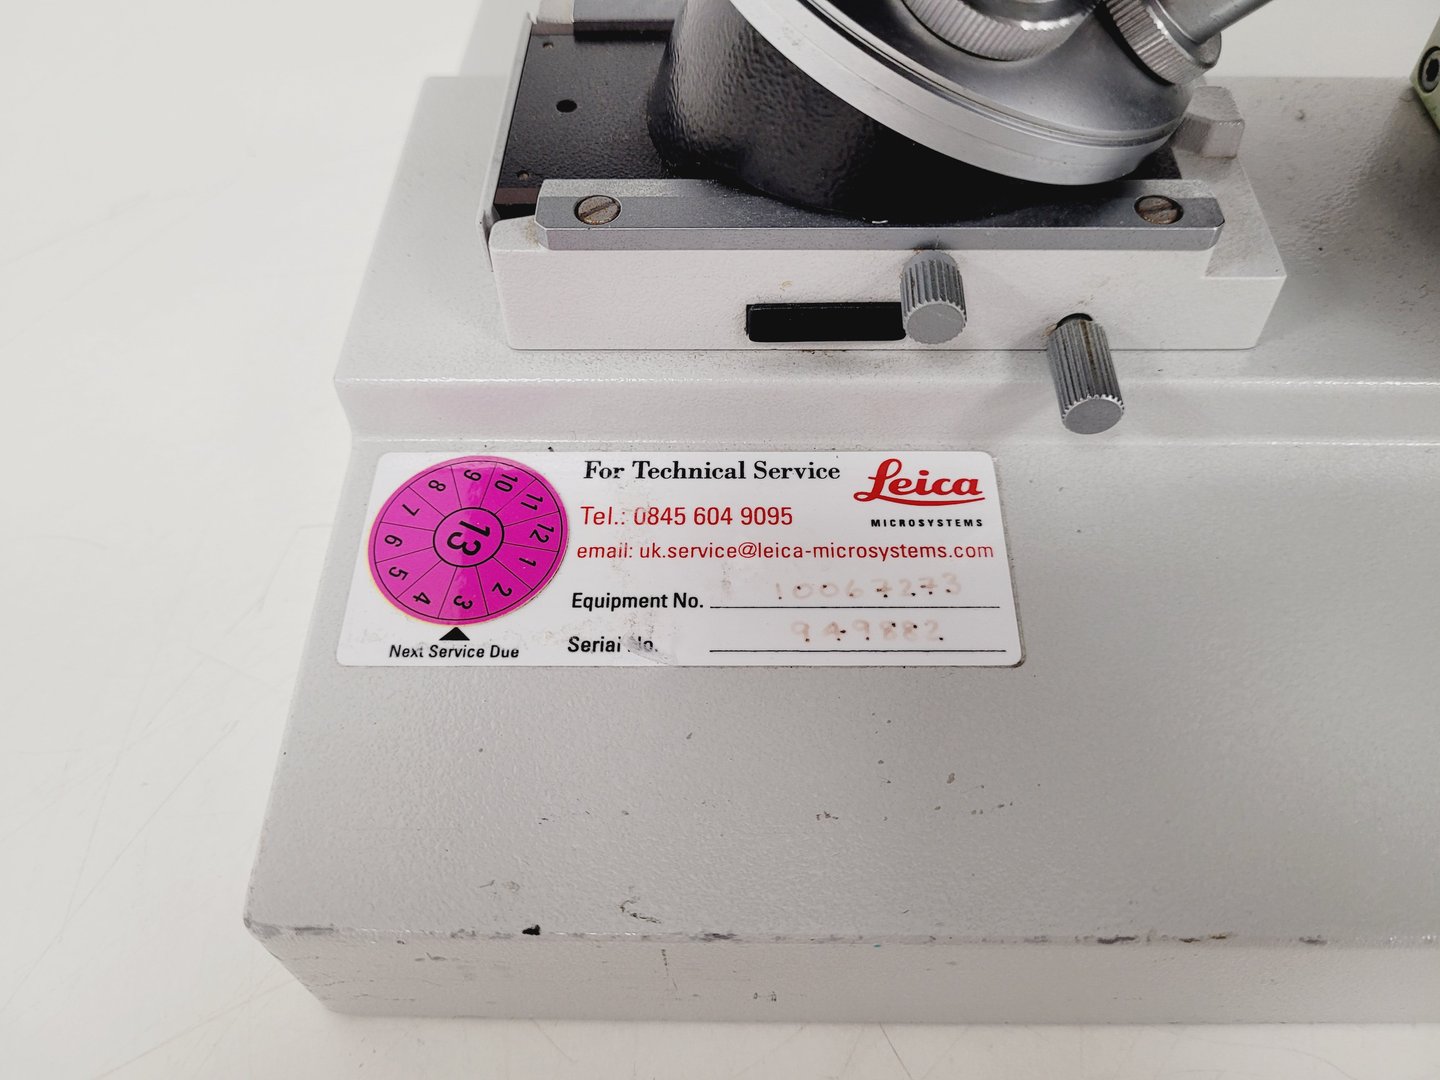 For Technical Service
Leica
MICROSYSTEMS
Tel.: 0845 604 9095
email: uk.service@leica-microsystems.com
Equipment No. 10067273
Serial No. 949882
1 2 3 4 5 6 7 8 9 10 11 12
13
Next Service Due